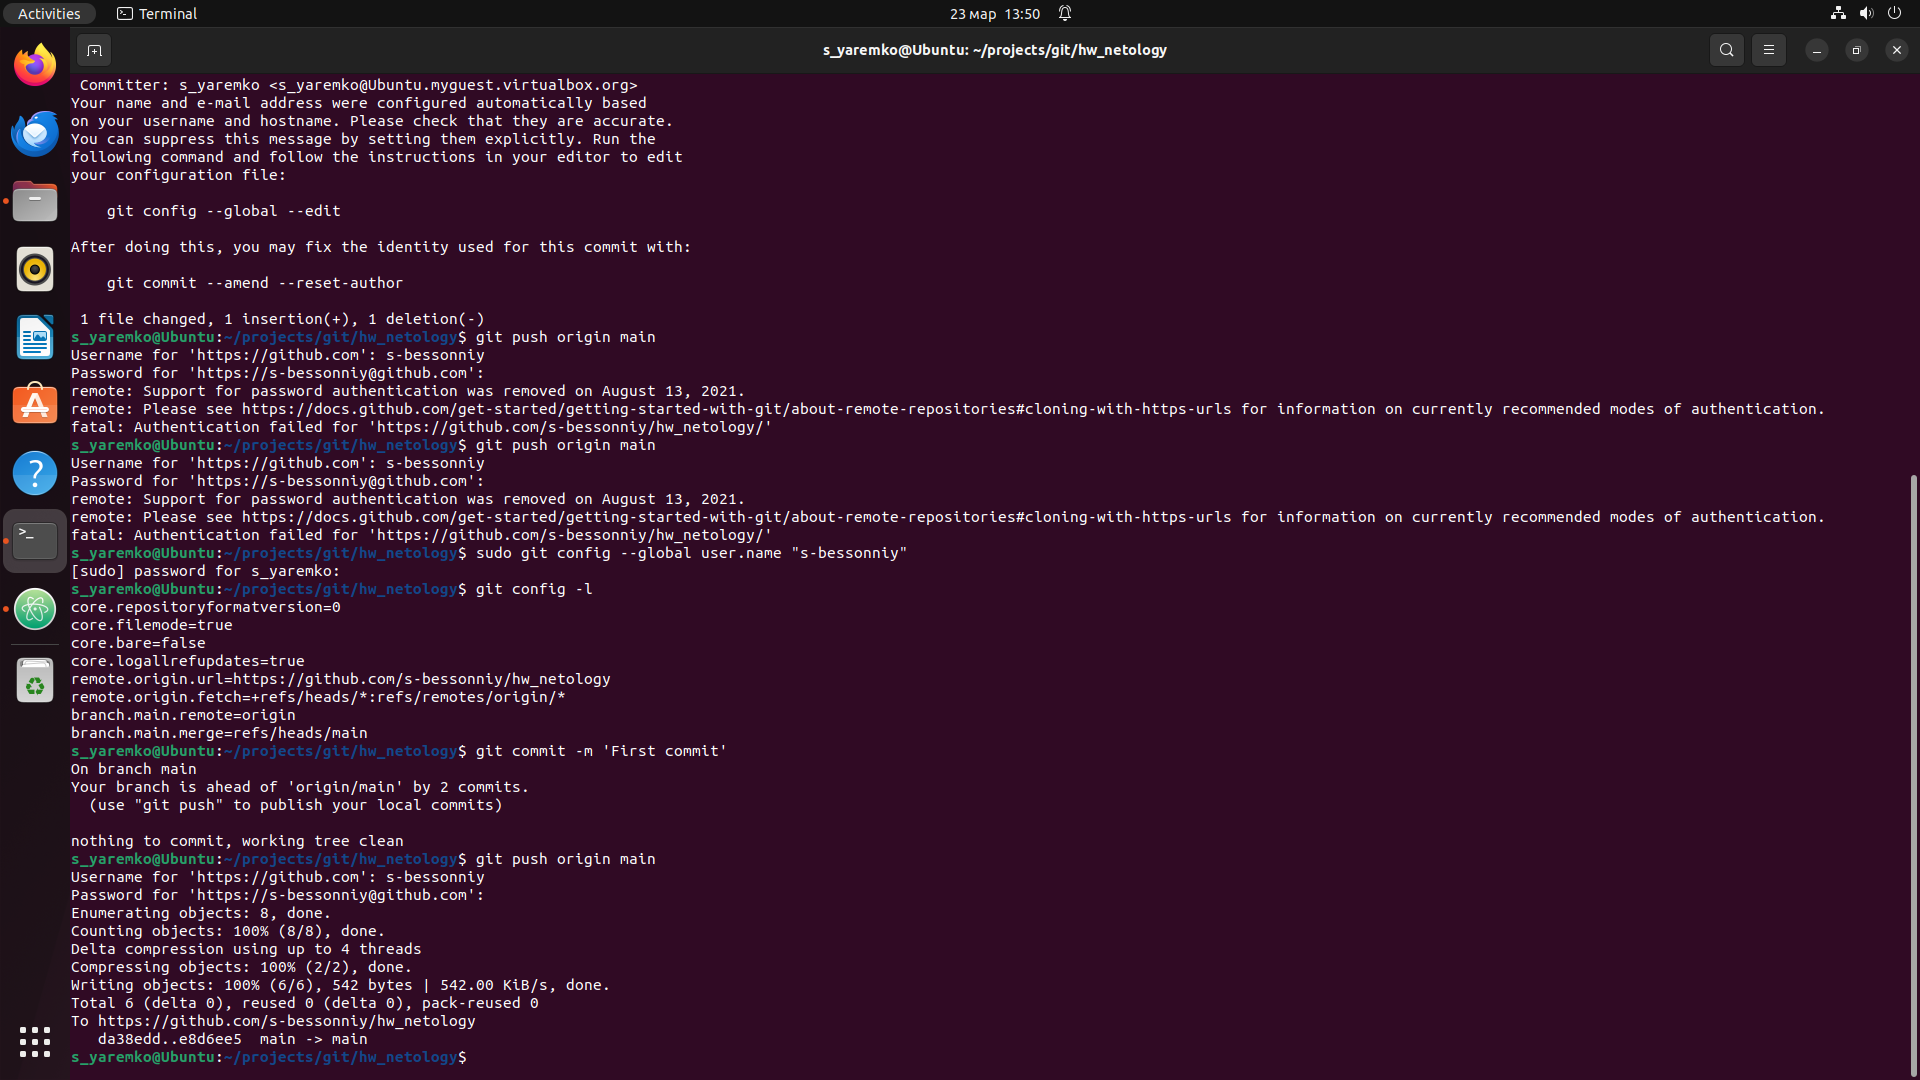 Activities
Terminal
23 мар 13:50
s_yaremko@Ubuntu: ~/projects/git/hw_netology
 Committer: s_yaremko <s_yaremko@Ubuntu.myguest.virtualbox.org>
Your name and e-mail address were configured automatically based
on your username and hostname. Please check that they are accurate.
You can suppress this message by setting them explicitly. Run the
following command and follow the instructions in your editor to edit
your configuration file:
    git config --global --edit
After doing this, you may fix the identity used for this commit with:
    git commit --amend --reset-author
 1 file changed, 1 insertion(+), 1 deletion(-)
s_yaremko@Ubuntu:~/projects/git/hw_netology$ git push origin main
Username for 'https://github.com': s-bessonniy
Password for 'https://s-bessonniy@github.com':
remote: Support for password authentication was removed on August 13, 2021.
remote: Please see https://docs.github.com/get-started/getting-started-with-git/about-remote-repositories#cloning-with-https-urls for information on currently recommended modes of authentication.
fatal: Authentication failed for 'https://github.com/s-bessonniy/hw_netology/'
s_yaremko@Ubuntu:~/projects/git/hw_netology$ git push origin main
Username for 'https://github.com': s-bessonniy
Password for 'https://s-bessonniy@github.com':
remote: Support for password authentication was removed on August 13, 2021.
remote: Please see https://docs.github.com/get-started/getting-started-with-git/about-remote-repositories#cloning-with-https-urls for information on currently recommended modes of authentication.
fatal: Authentication failed for 'https://github.com/s-bessonniy/hw_netology/'
s_yaremko@Ubuntu:~/projects/git/hw_netology$ sudo git config --global user.name "s-bessonniy"
[sudo] password for s_yaremko:
s_yaremko@Ubuntu:~/projects/git/hw_netology$ git config -l
core.repositoryformatversion=0
core.filemode=true
core.bare=false
core.logallrefupdates=true
remote.origin.url=https://github.com/s-bessonniy/hw_netology
remote.origin.fetch=+refs/heads/*:refs/remotes/origin/*
branch.main.remote=origin
branch.main.merge=refs/heads/main
s_yaremko@Ubuntu:~/projects/git/hw_netology$ git commit -m 'First commit'
On branch main
Your branch is ahead of 'origin/main' by 2 commits.
  (use "git push" to publish your local commits)
nothing to commit, working tree clean
s_yaremko@Ubuntu:~/projects/git/hw_netology$ git push origin main
Username for 'https://github.com': s-bessonniy
Password for 'https://s-bessonniy@github.com':
Enumerating objects: 8, done.
Counting objects: 100% (8/8), done.
Delta compression using up to 4 threads
Compressing objects: 100% (2/2), done.
Writing objects: 100% (6/6), 542 bytes | 542.00 KiB/s, done.
Total 6 (delta 0), reused 0 (delta 0), pack-reused 0
To https://github.com/s-bessonniy/hw_netology
   da38edd..e8d6ee5  main -> main
s_yaremko@Ubuntu:~/projects/git/hw_netology$